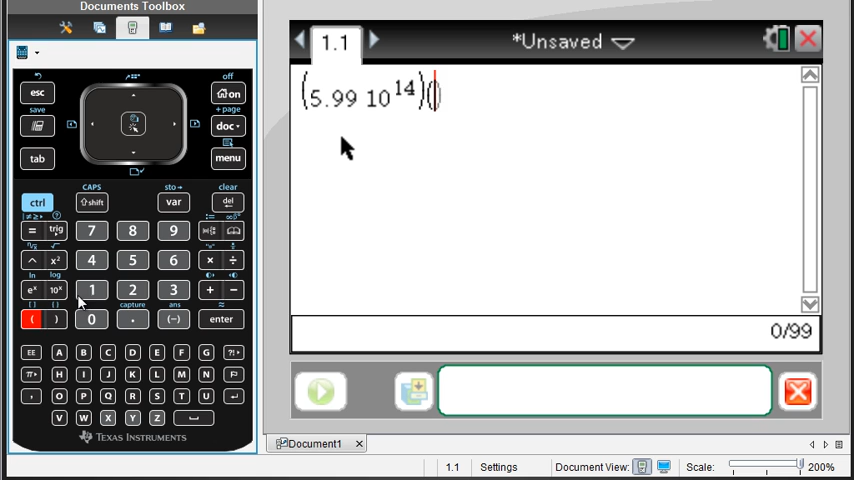 Documents Toolbox
1.1
*Unsaved
(5.99 10^14)()
0/99
off
esc
on
save
+ page
doc
tab
menu
CAPS
sto→
clear
ctrl
⇧shift
var
del
|≠≥▸
= trig 7 8 9
^ x² 4 5 6 × ÷
ln log
eˣ 10ˣ 1 2 3 + −
[ ] { } capture ans ≈
( ) 0 . (−) enter
EE A B C D E F G ?!▸
π▸ H I J K L M N
, O P Q R S T U ↵
V W X Y Z
TEXAS INSTRUMENTS
Document1
1.1 Settings Document View: Scale: 200%